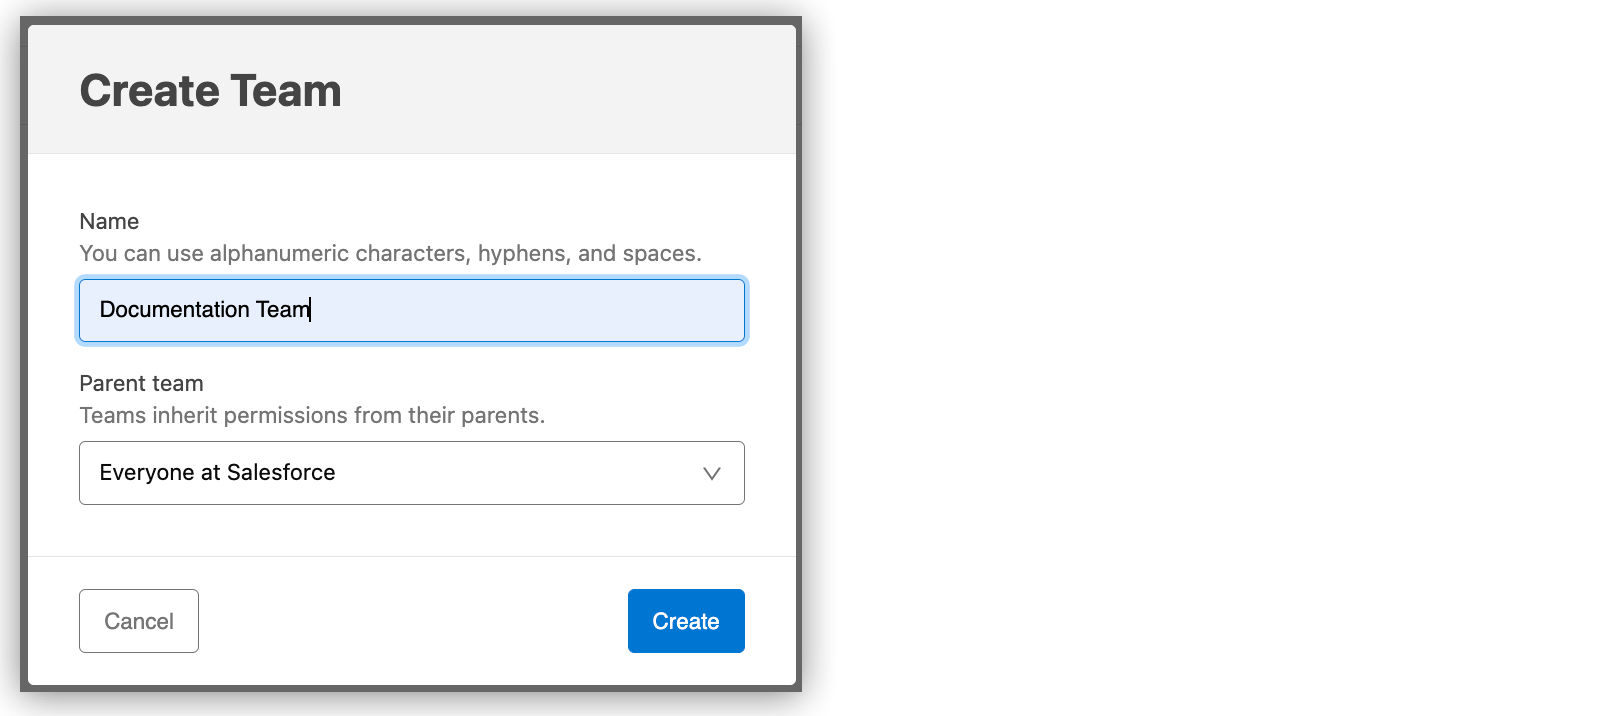 Create Team
Name
You can use alphanumeric characters, hyphens, and spaces.
Documentation Team
Parent team
Teams inherit permissions from their parents.
Everyone at Salesforce
Cancel
Create